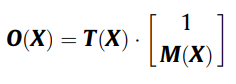 O(X) = T(X) · [ 1
M(X) ]